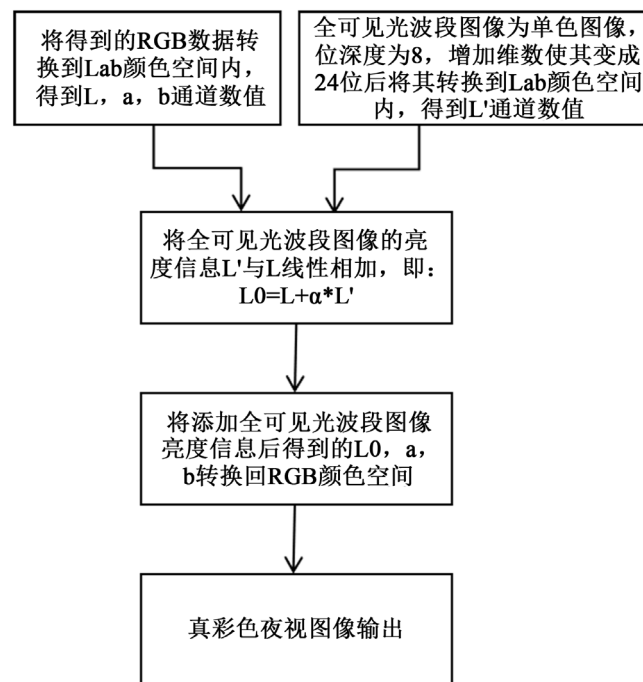 将得到的RGB数据转
换到Lab颜色空间内，
得到L，a，b通道数值
全可见光波段图像为单色图像，
位深度为8，增加维数使其变成
24位后将其转换到Lab颜色空间
内，得到L'通道数值
将全可见光波段图像的亮
度信息L'与L线性相加，即：
L0=L+α*L'
将添加全可见光波段图像
亮度信息后得到的L0，a，
b转换回RGB颜色空间
真彩色夜视图像输出